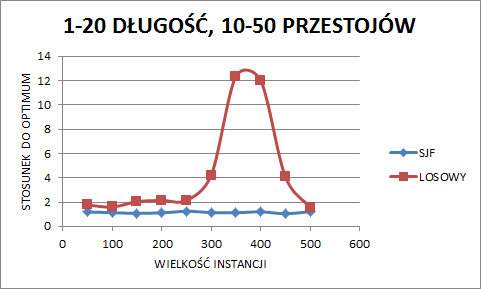 1-20 DŁUGOŚĆ, 10-50 PRZESTOJÓW
14
12
10
8
6
4
2
0
STOSUNEK DO OPTIMUM
0 100 200 300 400 500 600
WIELKOŚĆ INSTANCJI
SJF
LOSOWY